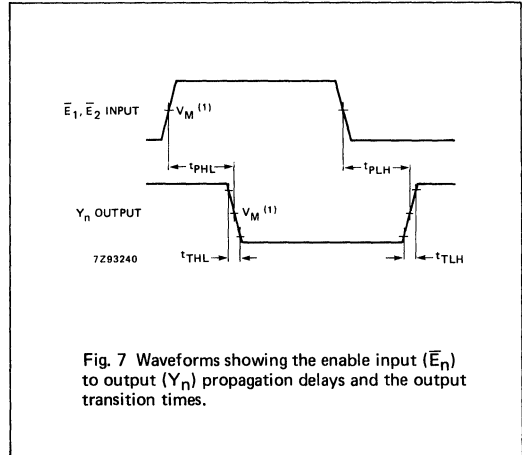 Ē1, Ē2 INPUT
VM (1)
tPHL
tPLH
Yn OUTPUT
VM (1)
7Z93240
tTHL
tTLH
Fig. 7 Waveforms showing the enable input (Ēn)
to output (Yn) propagation delays and the output
transition times.